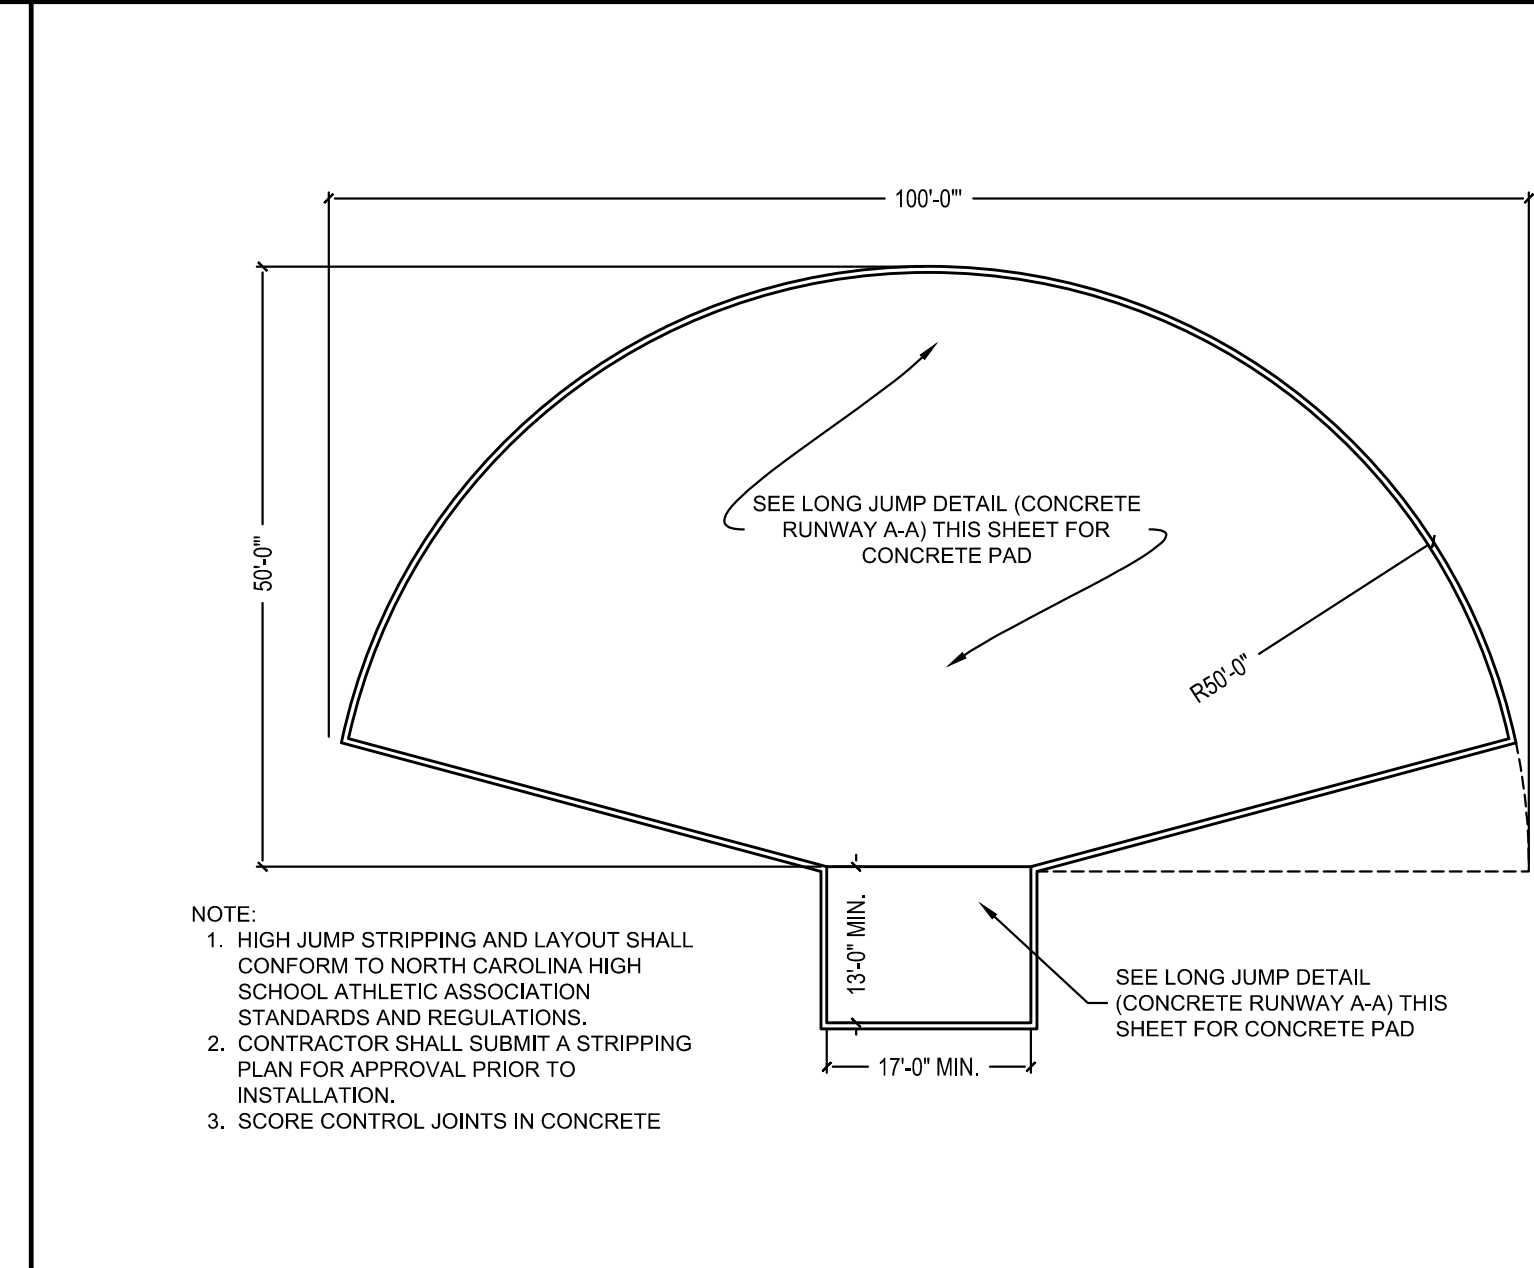 100'-0'"
50'-0'"
SEE LONG JUMP DETAIL (CONCRETE
RUNWAY A-A) THIS SHEET FOR
CONCRETE PAD
R50'-0"
13'-0" MIN.
17'-0" MIN.
SEE LONG JUMP DETAIL
(CONCRETE RUNWAY A-A) THIS
SHEET FOR CONCRETE PAD
NOTE:
1. HIGH JUMP STRIPPING AND LAYOUT SHALL
CONFORM TO NORTH CAROLINA HIGH
SCHOOL ATHLETIC ASSOCIATION
STANDARDS AND REGULATIONS.
2. CONTRACTOR SHALL SUBMIT A STRIPPING
PLAN FOR APPROVAL PRIOR TO
INSTALLATION.
3. SCORE CONTROL JOINTS IN CONCRETE